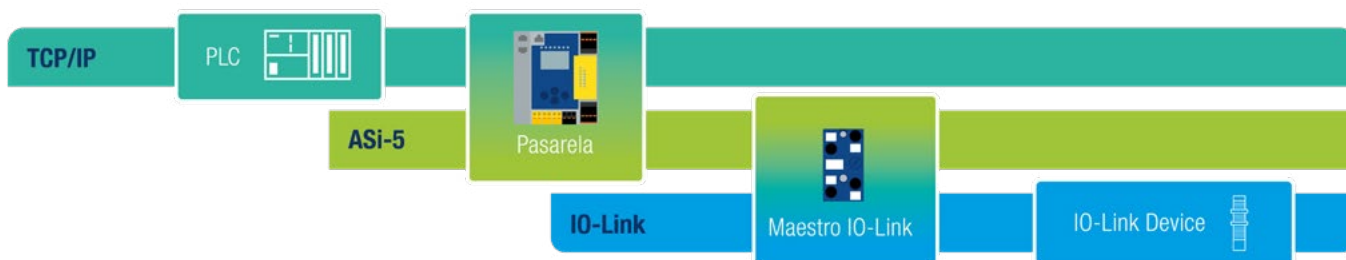 TCP/IP
PLC
Pasarela
ASi-5
IO-Link
Maestro IO-Link
IO-Link Device